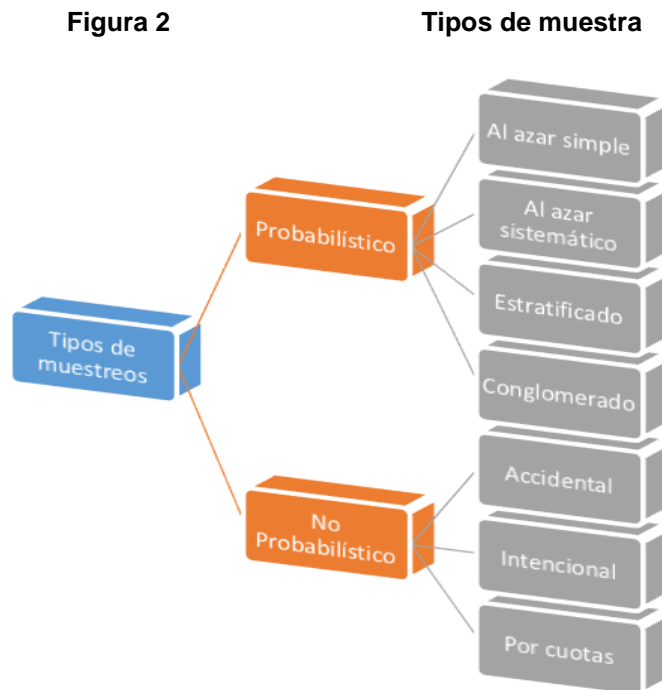 Figura 2 Tipos de muestra
Tipos de
muestreos
Probabilístico
Al azar simple
Al azar
sistemático
Estratificado
Conglomerado
No
Probabilístico
Accidental
Intencional
Por cuotas